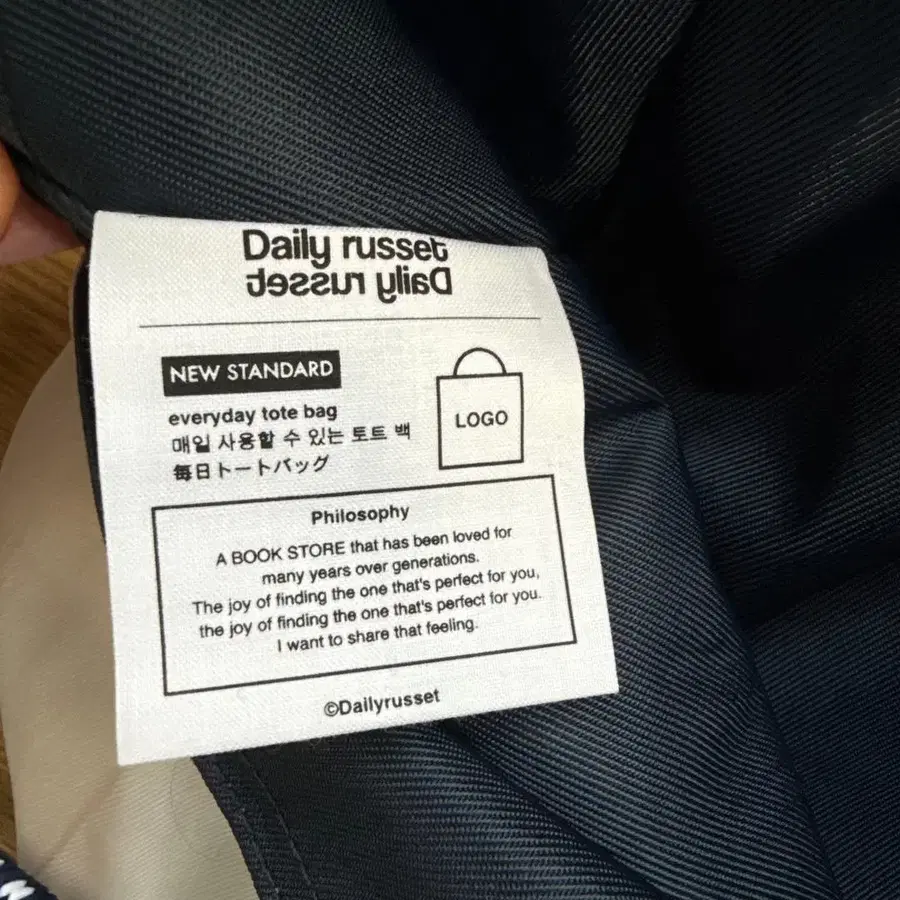 Daily russet
Daily russet
NEW STANDARD
everyday tote bag
매일 사용할 수 있는 토트 백
毎日トートバッグ
LOGO
Philosophy
A BOOK STORE that has been loved for
many years over generations.
The joy of finding the one that's perfect for you,
the joy of finding the one that's perfect for you.
I want to share that feeling.
©Dailyrusset